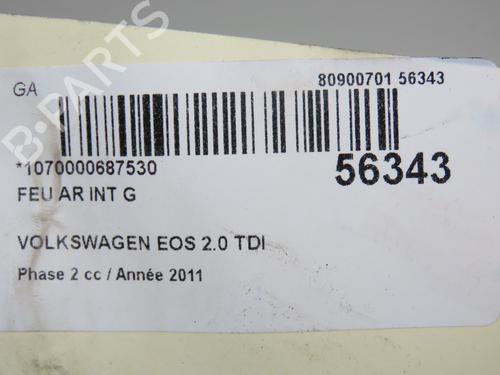 GA
80900701 56343
*1070000687530
56343
FEU AR INT G
VOLKSWAGEN EOS 2.0 TDI
Phase 2 cc / Année 2011
B-PARTS